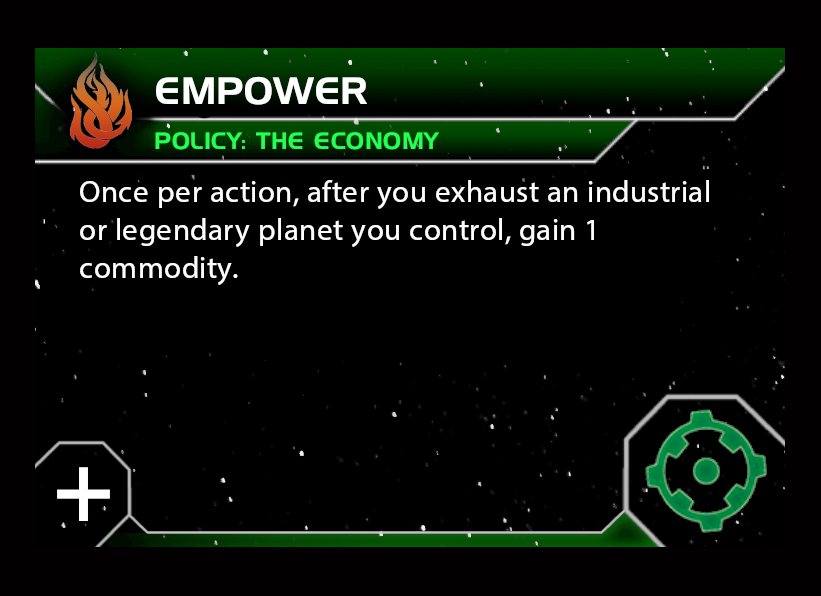 EMPOWER
POLICY: THE ECONOMY
Once per action, after you exhaust an industrial
or legendary planet you control, gain 1
commodity.
+